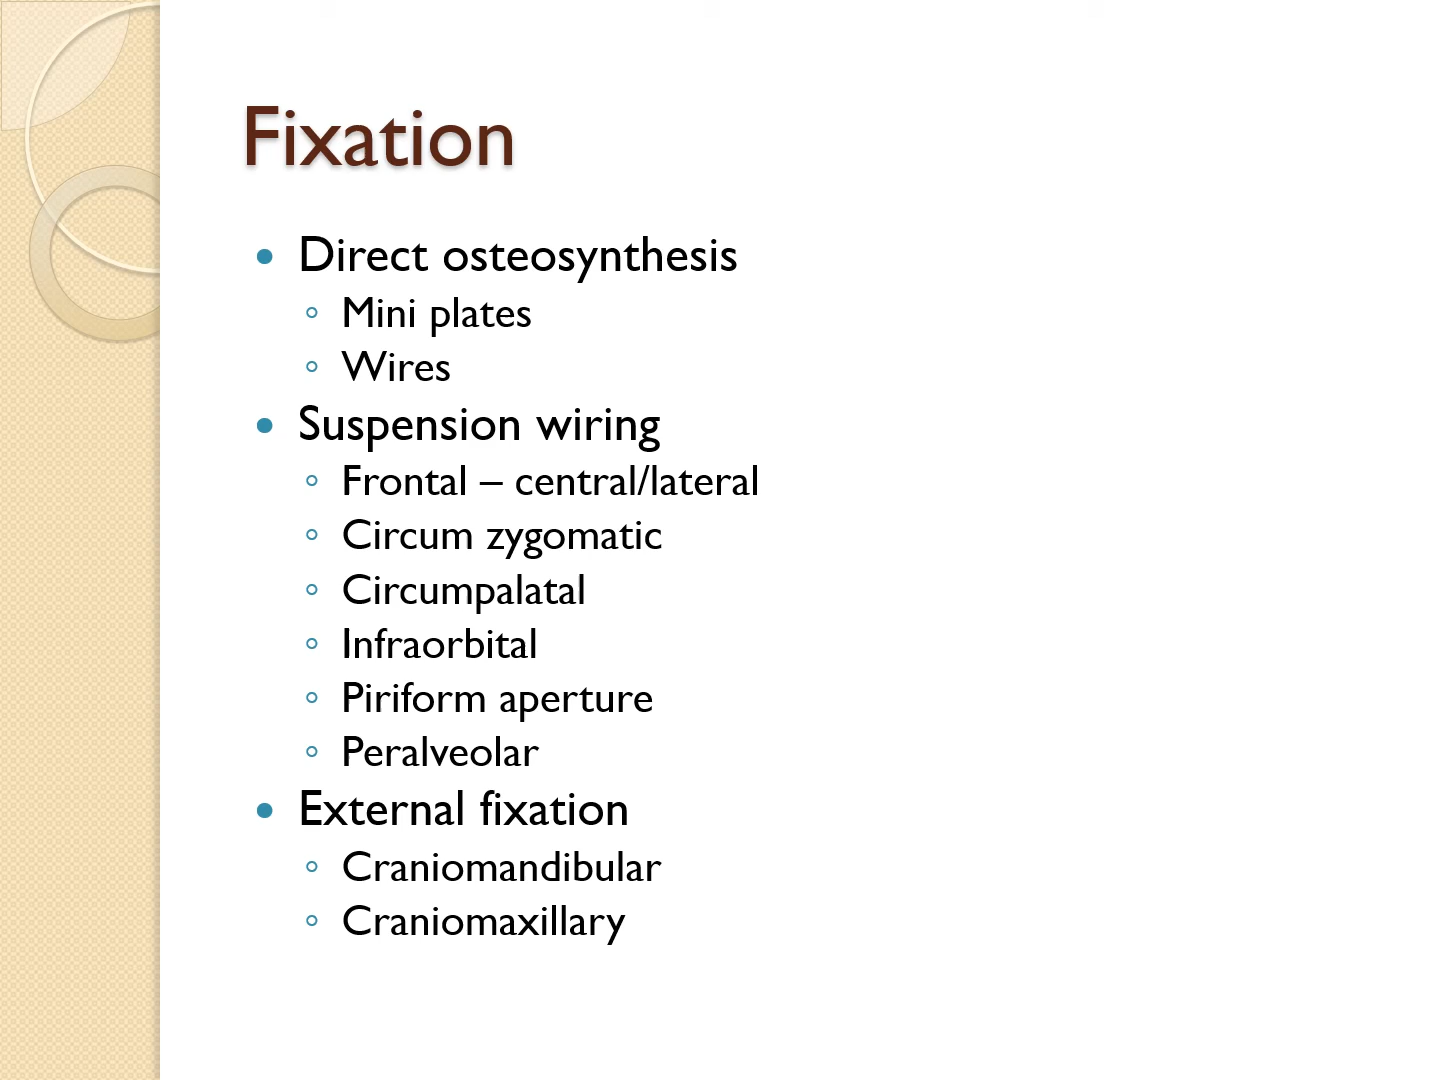 Fixation
• Direct osteosynthesis
◦ Mini plates
◦ Wires
• Suspension wiring
◦ Frontal – central/lateral
◦ Circum zygomatic
◦ Circumpalatal
◦ Infraorbital
◦ Piriform aperture
◦ Peralveolar
• External fixation
◦ Craniomandibular
◦ Craniomaxillary